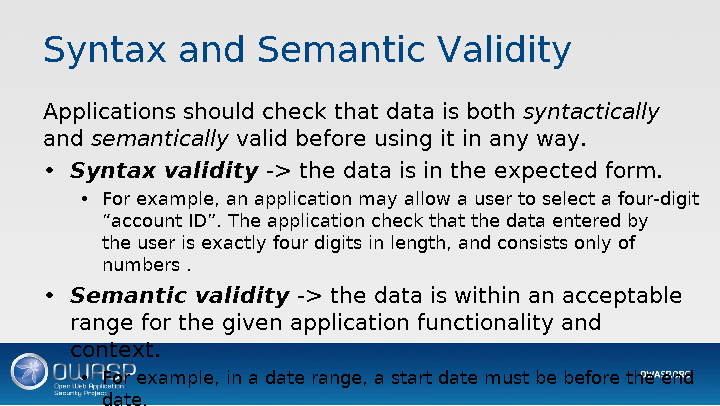 Syntax and Semantic Validity
Applications should check that data is both syntactically
and semantically valid before using it in any way.
• Syntax validity -> the data is in the expected form.
• For example, an application may allow a user to select a four-digit
“account ID”. The application check that the data entered by
the user is exactly four digits in length, and consists only of
numbers .
• Semantic validity -> the data is within an acceptable
range for the given application functionality and
context.
• For example, in a date range, a start date must be before the end
date.
OWASP
Open Web Application
Security Project
OWASP.ORG